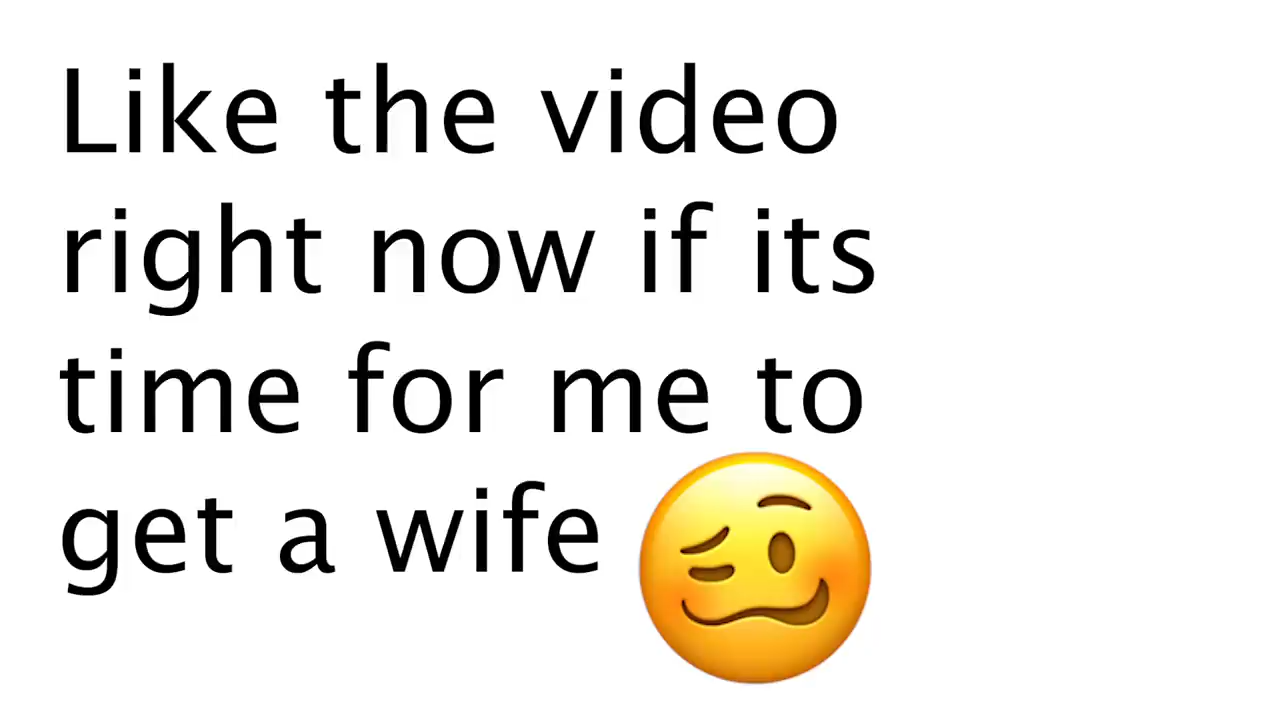 Like the video
right now if its
time for me to
get a wife 🥴